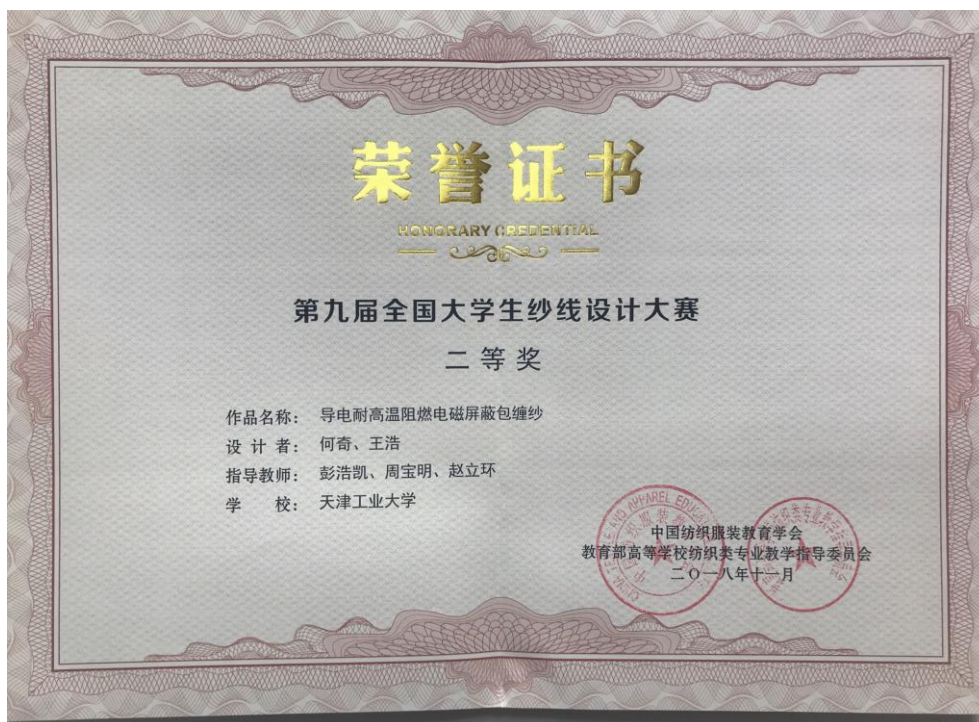 荣誉证书
HONORARY CREDENTIAL
第九届全国大学生纱线设计大赛
二等奖
作品名称： 导电耐高温阻燃电磁屏蔽包缠纱
设计者： 何奇、王浩
指导教师： 彭浩凯、周宝明、赵立环
学校： 天津工业大学
中国纺织服装教育学会
教育部高等学校纺织类专业教学指导委员会
二〇一八年十一月